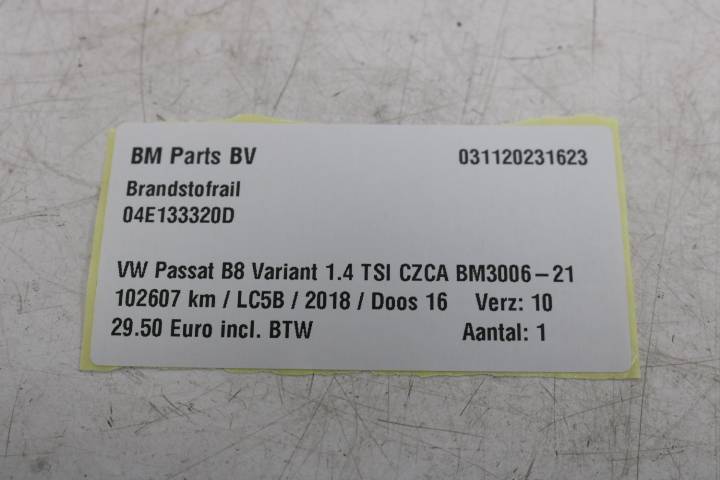 BM Parts BV 031120231623
Brandstofrail
04E133320D
VW Passat B8 Variant 1.4 TSI CZCA BM3006-21
102607 km / LC5B / 2018 / Doos 16 Verz: 10
29.50 Euro incl. BTW Aantal: 1